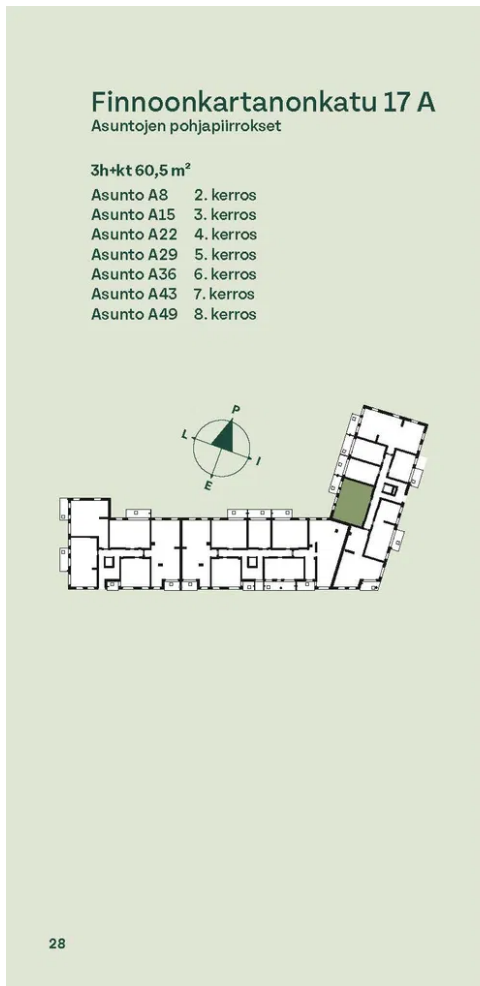 Finnoonkartanonkatu 17 A
Asuntojen pohjapiirrokset
3h+kt 60,5 m²
Asunto A8 2. kerros
Asunto A15 3. kerros
Asunto A22 4. kerros
Asunto A29 5. kerros
Asunto A36 6. kerros
Asunto A43 7. kerros
Asunto A49 8. kerros
P
L
I
E
28